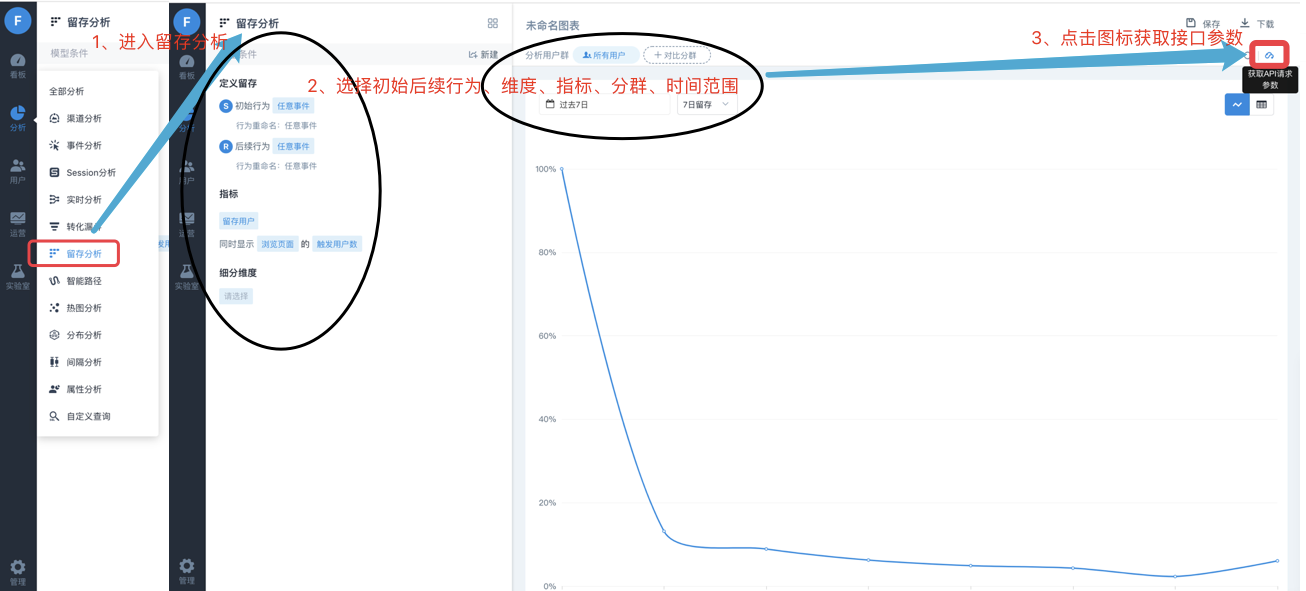 F
看板
分析
用户
运营
实验室
管理
留存分析
模型条件
1、进入留存分析
全部分析
渠道分析
事件分析
Session分析
实时分析
转化漏
留存分析
智能路径
热图分析
分布分析
间隔分析
属性分析
自定义查询
F
看板
分析
用户
运营
实验室
管理
留存分析
条件
新建
定义留存
S 初始行为 任意事件
行为重命名：任意事件
R 后续行为 任意事件
行为重命名：任意事件
指标
留存用户
同时显示 浏览页面 的 触发用户数
细分维度
请选择
2、选择初始后续行为、维度、指标、分群、时间范围
未命名图表
保存
下载
分析用户群 所有用户 + 对比分群
3、点击图标获取接口参数
获取API请求
参数
过去7日
7日留存
100%
80%
60%
40%
20%
0%